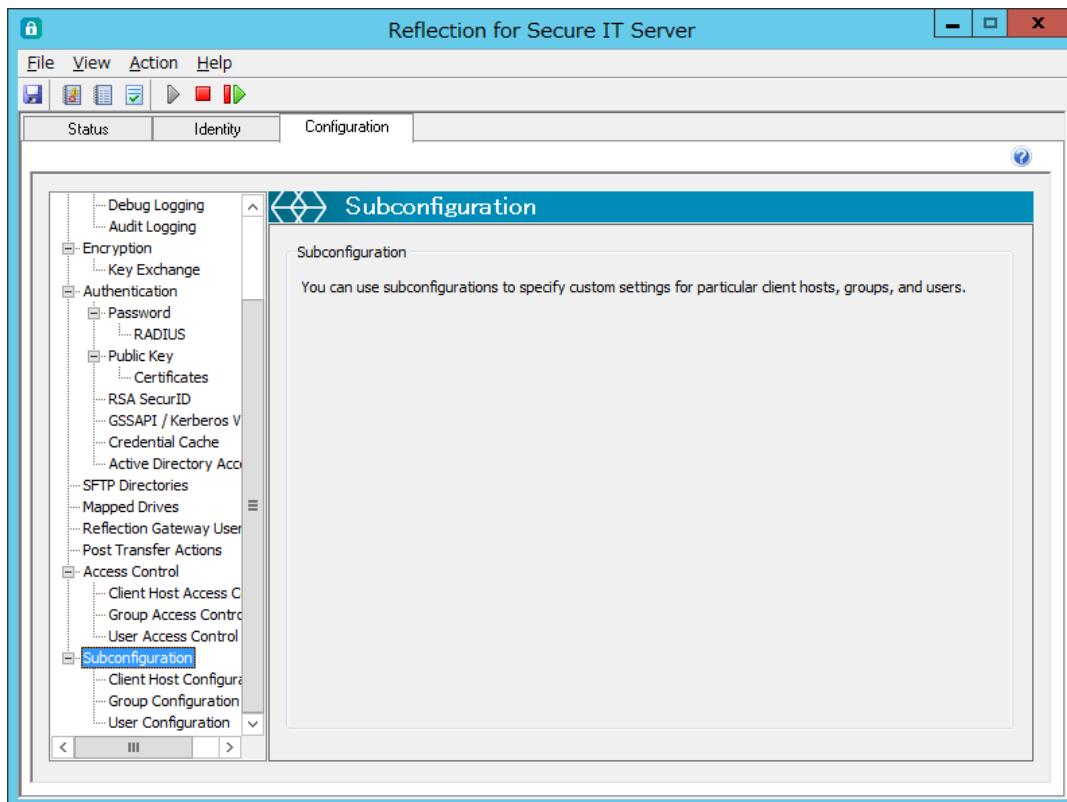 Reflection for Secure IT Server
File View Action Help
Status Identity Configuration
Debug Logging
Audit Logging
Encryption
Key Exchange
Authentication
Password
RADIUS
Public Key
Certificates
RSA SecurID
GSSAPI / Kerberos V
Credential Cache
Active Directory Acc
SFTP Directories
Mapped Drives
Reflection Gateway User
Post Transfer Actions
Access Control
Client Host Access C
Group Access Contro
User Access Control
Subconfiguration
Client Host Configura
Group Configuration
User Configuration
Subconfiguration
Subconfiguration
You can use subconfigurations to specify custom settings for particular client hosts, groups, and users.